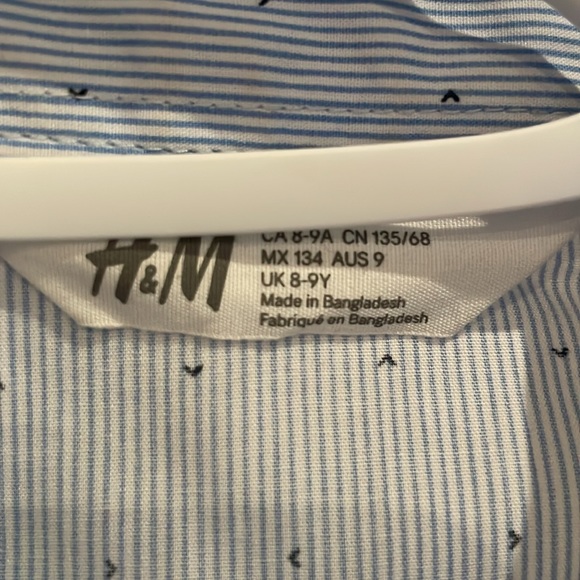 H&M
CA 8-9A CN 135/68
MX 134 AUS 9
UK 8-9Y
Made in Bangladesh
Fabriqué en Bangladesh